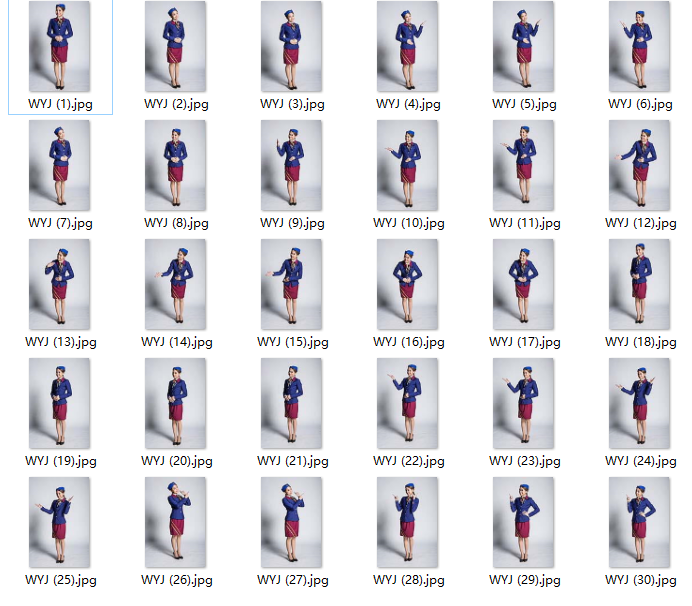 WYJ (1).jpg WYJ (2).jpg WYJ (3).jpg WYJ (4).jpg WYJ (5).jpg WYJ (6).jpg
WYJ (7).jpg WYJ (8).jpg WYJ (9).jpg WYJ (10).jpg WYJ (11).jpg WYJ (12).jpg
WYJ (13).jpg WYJ (14).jpg WYJ (15).jpg WYJ (16).jpg WYJ (17).jpg WYJ (18).jpg
WYJ (19).jpg WYJ (20).jpg WYJ (21).jpg WYJ (22).jpg WYJ (23).jpg WYJ (24).jpg
WYJ (25).jpg WYJ (26).jpg WYJ (27).jpg WYJ (28).jpg WYJ (29).jpg WYJ (30).jpg